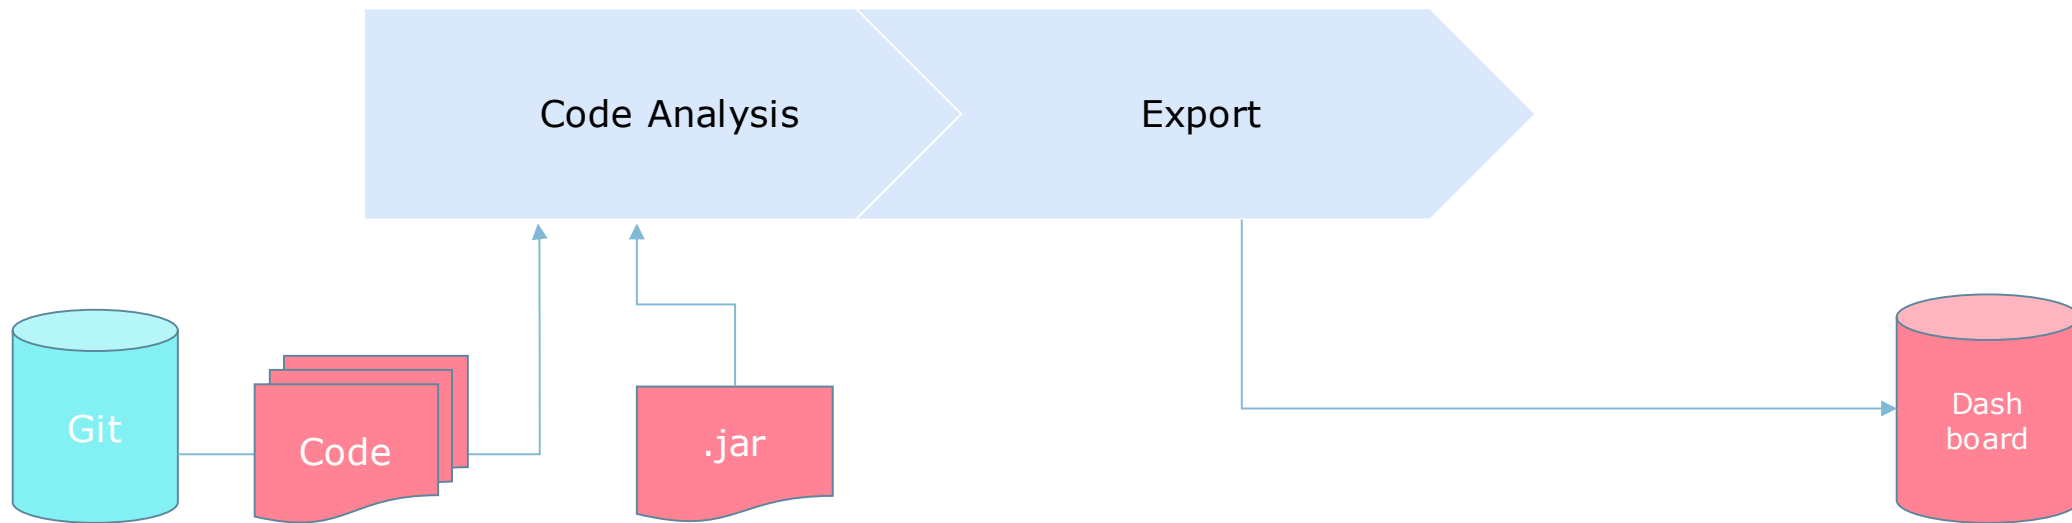 Code Analysis
Export
Git
Code
.jar
Dash
board